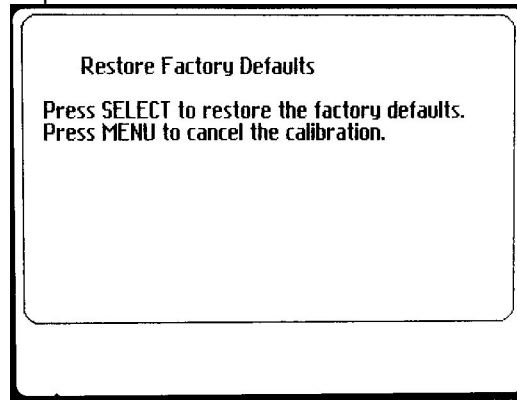 Restore Factory Defaults
Press SELECT to restore the factory defaults.
Press MENU to cancel the calibration.